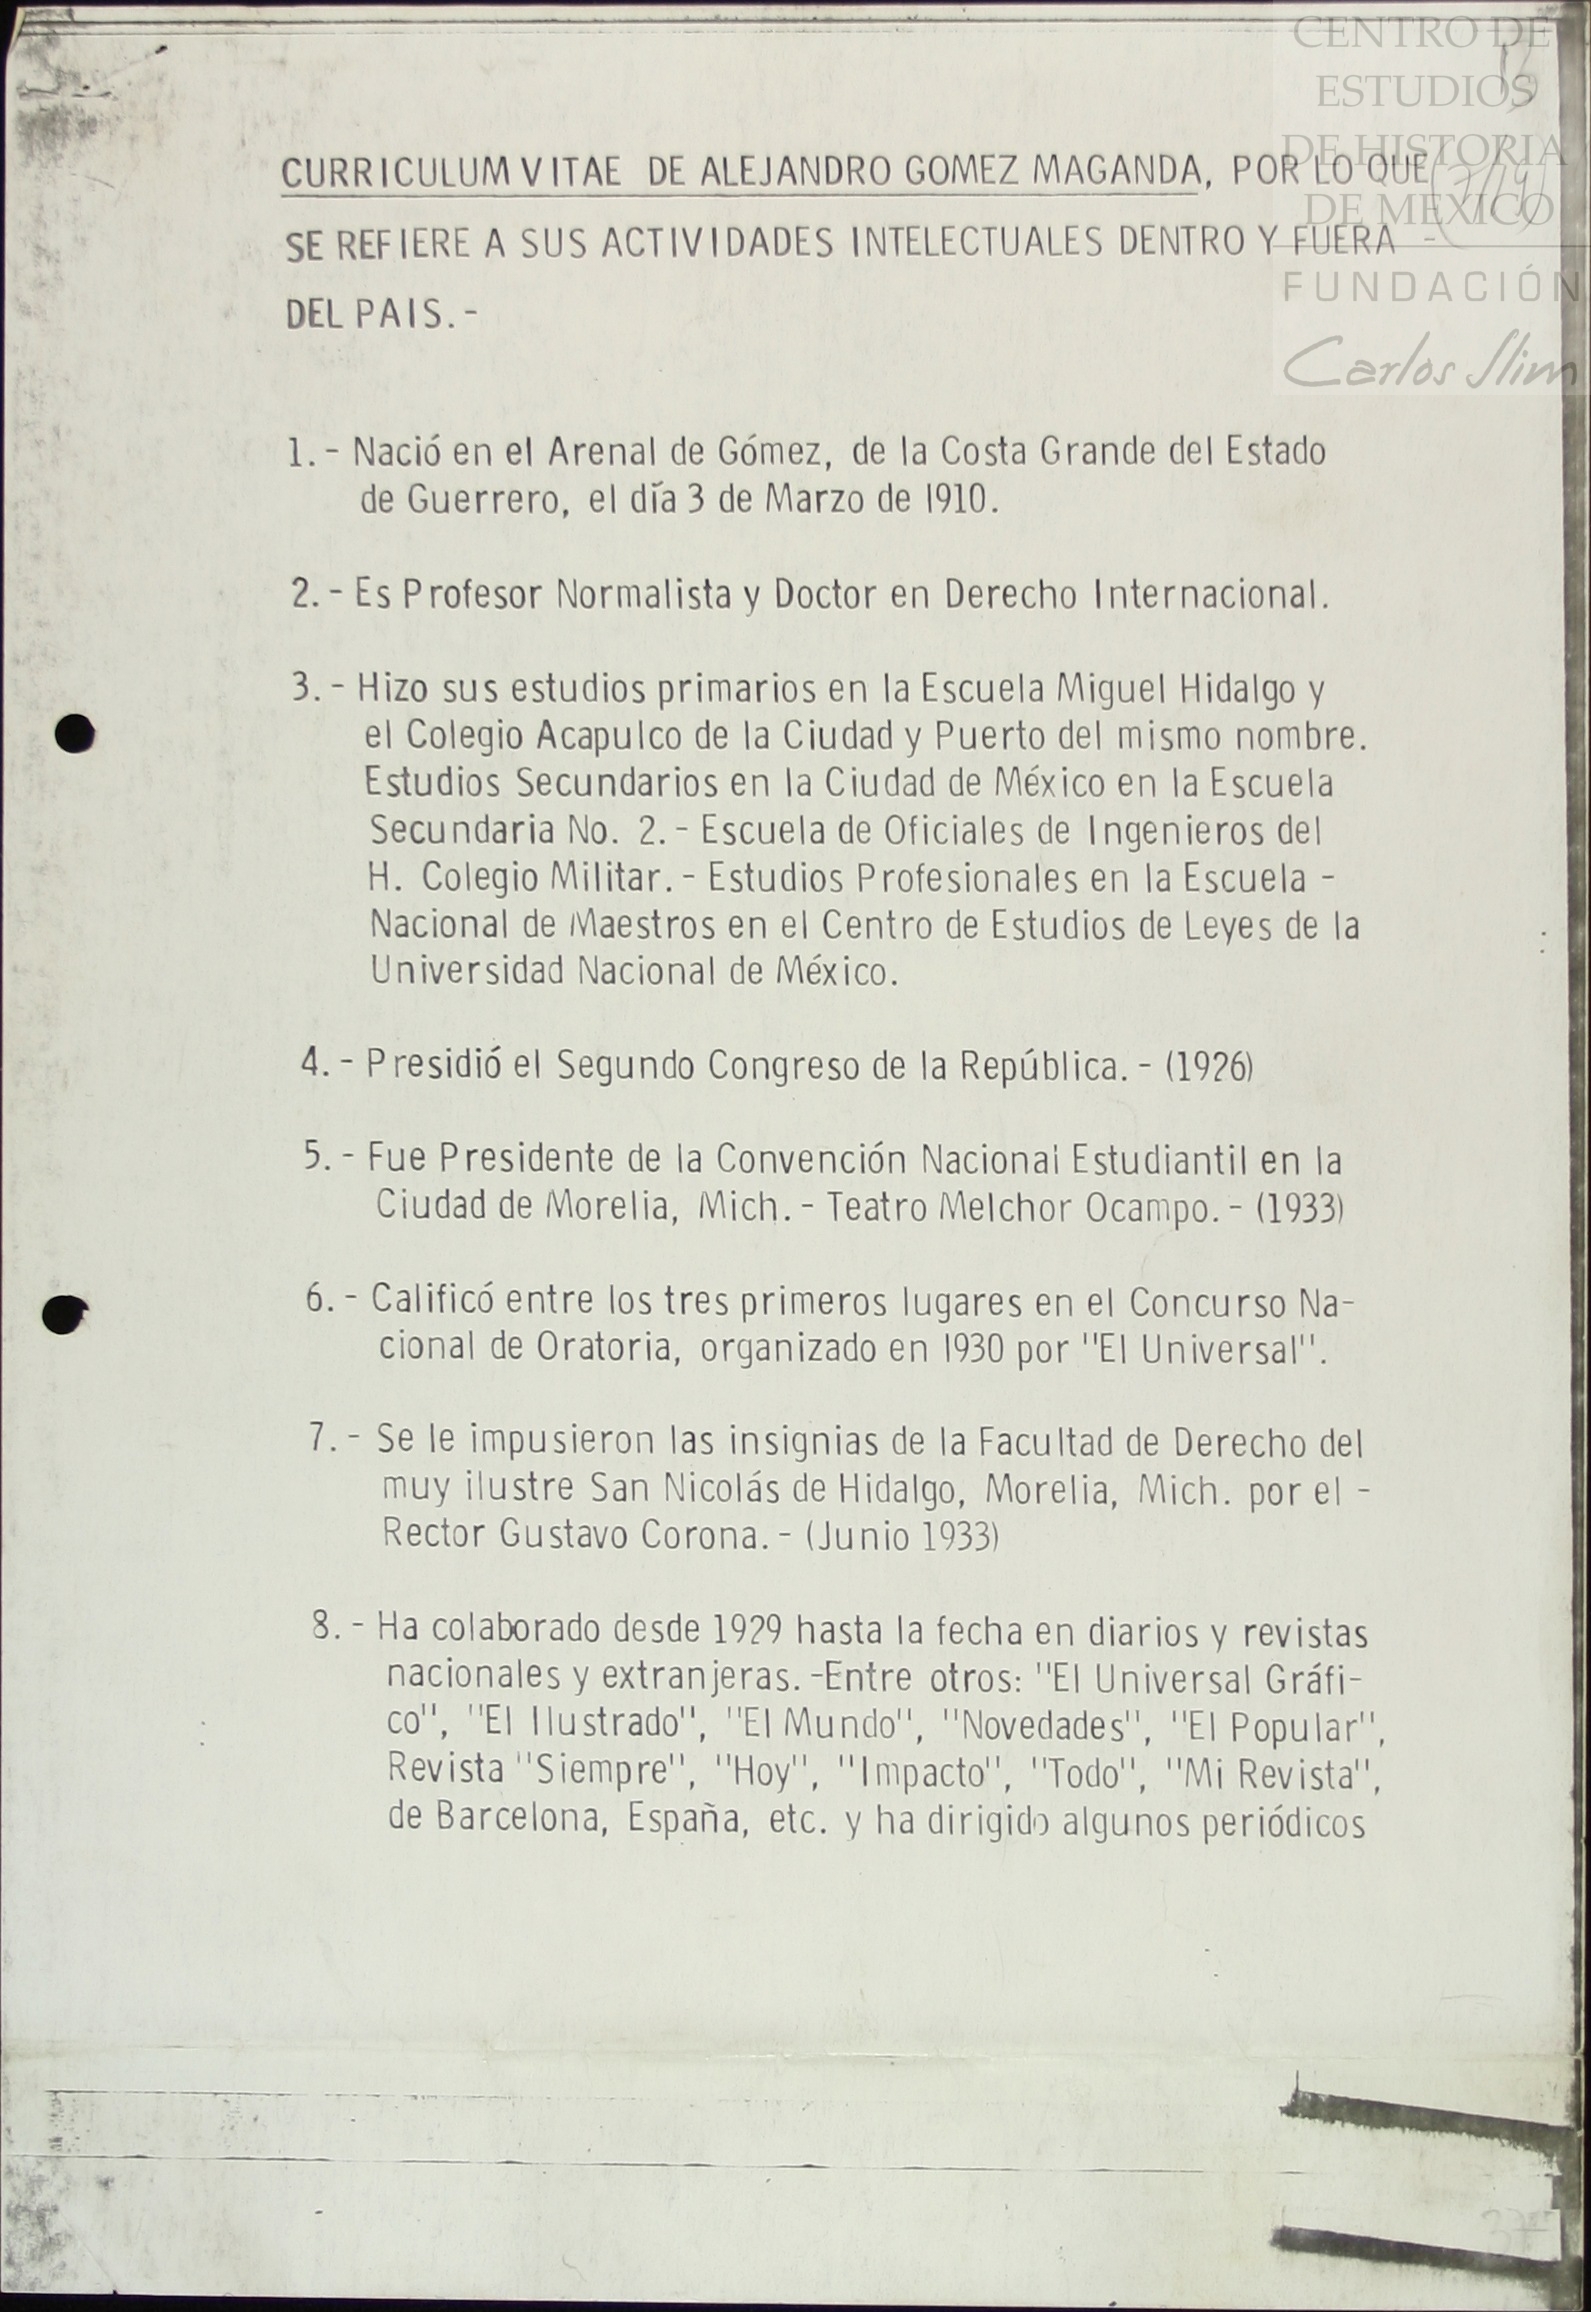 CENTRO DE
ESTUDIOS
DE HISTORIA
DE MEXICO
FUNDACIÓN
Carlos Slim
CURRICULUM VITAE DE ALEJANDRO GOMEZ MAGANDA, POR LO QUE
SE REFIERE A SUS ACTIVIDADES INTELECTUALES DENTRO Y FUERA -
DEL PAIS. -
1. - Nació en el Arenal de Gómez, de la Costa Grande del Estado
de Guerrero, el día 3 de Marzo de 1910.
2. - Es Profesor Normalista y Doctor en Derecho Internacional.
3. - Hizo sus estudios primarios en la Escuela Miguel Hidalgo y
el Colegio Acapulco de la Ciudad y Puerto del mismo nombre.
Estudios Secundarios en la Ciudad de México en la Escuela
Secundaria No. 2. - Escuela de Oficiales de Ingenieros del
H. Colegio Militar. - Estudios Profesionales en la Escuela -
Nacional de Maestros en el Centro de Estudios de Leyes de la
Universidad Nacional de México.
4. - Presidió el Segundo Congreso de la República. - (1926)
5. - Fue Presidente de la Convención Nacional Estudiantil en la
Ciudad de Morelia, Mich. - Teatro Melchor Ocampo. - (1933)
6. - Calificó entre los tres primeros lugares en el Concurso Na-
cional de Oratoria, organizado en 1930 por "El Universal".
7. - Se le impusieron las insignias de la Facultad de Derecho del
muy ilustre San Nicolás de Hidalgo, Morelia, Mich. por el -
Rector Gustavo Corona. - (Junio 1933)
8. - Ha colaborado desde 1929 hasta la fecha en diarios y revistas
nacionales y extranjeras. -Entre otros: "El Universal Gráfi-
co", "El Ilustrado", "El Mundo", "Novedades", "El Popular",
Revista "Siempre", "Hoy", "Impacto", "Todo", "Mi Revista",
de Barcelona, España, etc. y ha dirigido algunos periódicos